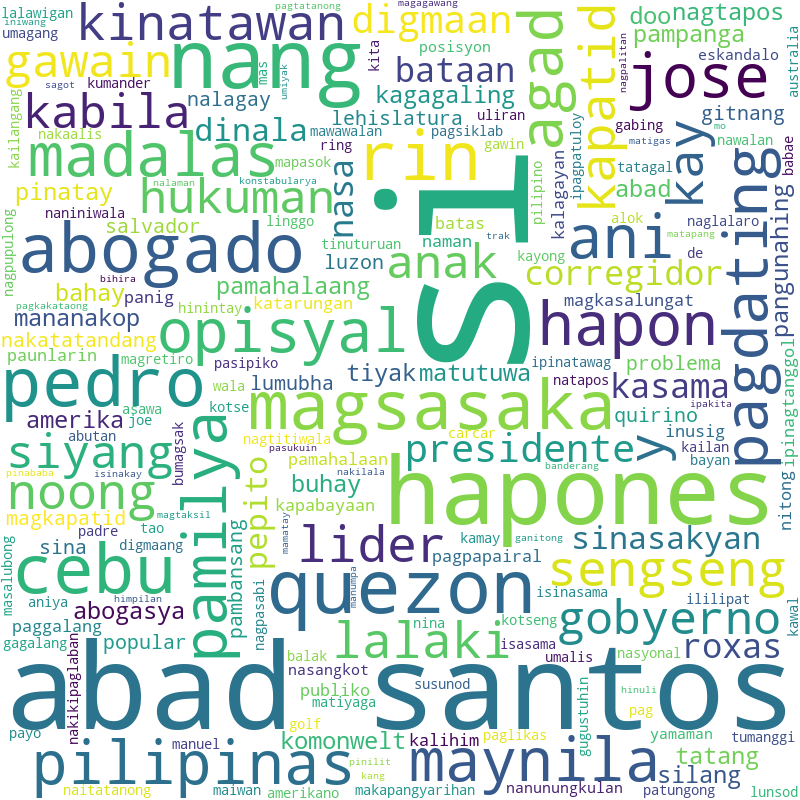 lalawigan
pagtatanong
magagawang
iniwang
umagang
kinatawan
digmaan
doo
nagtapos
posisyon
mas
kita
nagpalitan
pampanga
eskandalo
australia
gawain
nang
sagot
kumander
umiyak
bataan
agad
kapatid
jose
kabila
nalagay
kagagaling
kailangang
nakaalis
dinala
lehislatura
uliran
mawawalan
pagsiklab
gabing
ipagpatuloy
gitnang
mo
nawalan
kay
madalas
rin
ring
gawin
mapasok
nalaman
konstabularya
matigas
tatagal
babae
pinatay
hukuman
nasa
si
pilipino
kalagayan
abad
alok
naglalaro
pagdating
pangunahing
naniniwala
salvador
linggo
batas
trak
matapang
nagpupulong
abogado
tinuturuan
naman
kayong
ani
de
bihira
luzon
anak
corregidor
pamahalaang
bahay
panig
hinintay
katarungan
magkasalungat
pagkakataong
mananakop
nakatatandang
opisyal
hapon
paunlarin
magretiro
pasipiko
ipinatawag
problema
ipinagtanggol
pedro
wala
lumubha
tiyak
matutuwa
natapos
kasama
ipakita
asawa
kotse
magsasaka
quirino
amerika
joe
abutan
bumagsak
pamilya
nagtitiwala
carcar
presidente
y
inusig
kailan
bayan
siyang
pinababa
isinakay
pasukuin
pamahalaan
nakilala
banderang
noong
magtaksil
pepito
buhay
hapones
nitong
magkapatid
padre
tao
mamatay
kapabayaan
masalubong
sina
digmaang
pambansang
lider
kamay
ganitong
sinasakyan
pagpapairal
cebu
himpilan
aniya
nagpasabi
quezon
manumpa
sengseng
abogasya
isinasama
ililipat
kawal
paggalang
gagalang
popular
nakikipaglaban
lalaki
nina
kotseng
gobyerno
balak
nasangkot
isasama
umalis
nasyonal
roxas
abad santos
publiko
matiyaga
susunod
gugustuhin
hinuli
pag
golf
payo
manuel
komonwelt
kalihim
paglikas
yamaman
tumanggi
pilipinas
pinilit
kang
maynila
tatang
silang
naitatanong
maiwan
amerikano
makapangyarihan
nanunungkulan
patungong
lunsod